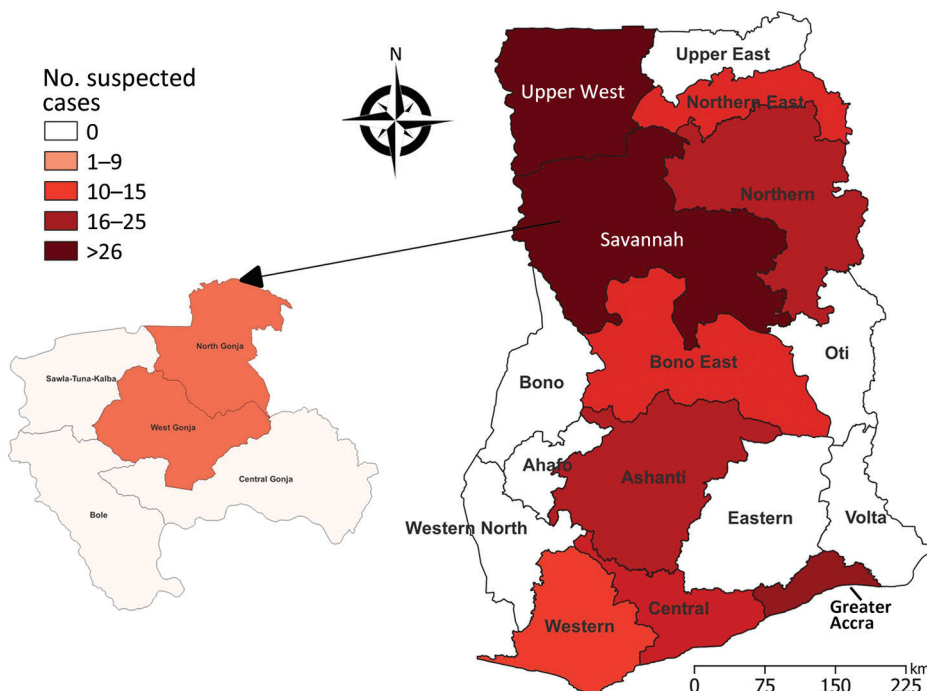 N
No. suspected
cases
0
1–9
10–15
16–25
>26
Upper East
Upper West
Northern East
Northern
Savannah
North Gonja
Sawla-Tuna-Kalba
West Gonja
Central Gonja
Bole
Oti
Bono East
Bono
Ahafo
Ashanti
Western North
Eastern
Volta
Central
Greater
Accra
Western
km
0 75 150 225